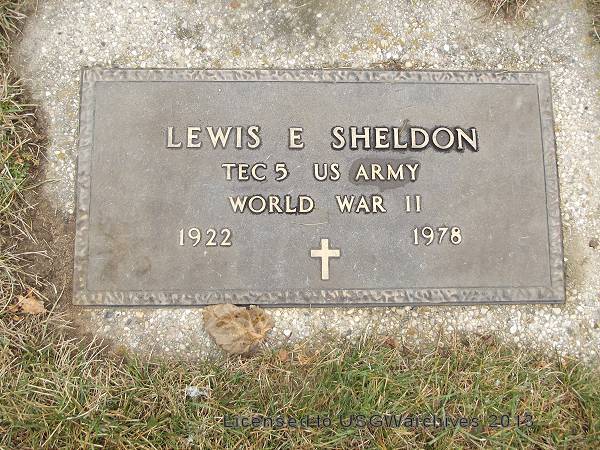 LEWIS E SHELDON
TEC 5 US ARMY
WORLD WAR II
1922 1978
Licensed to USGWarchives 2013